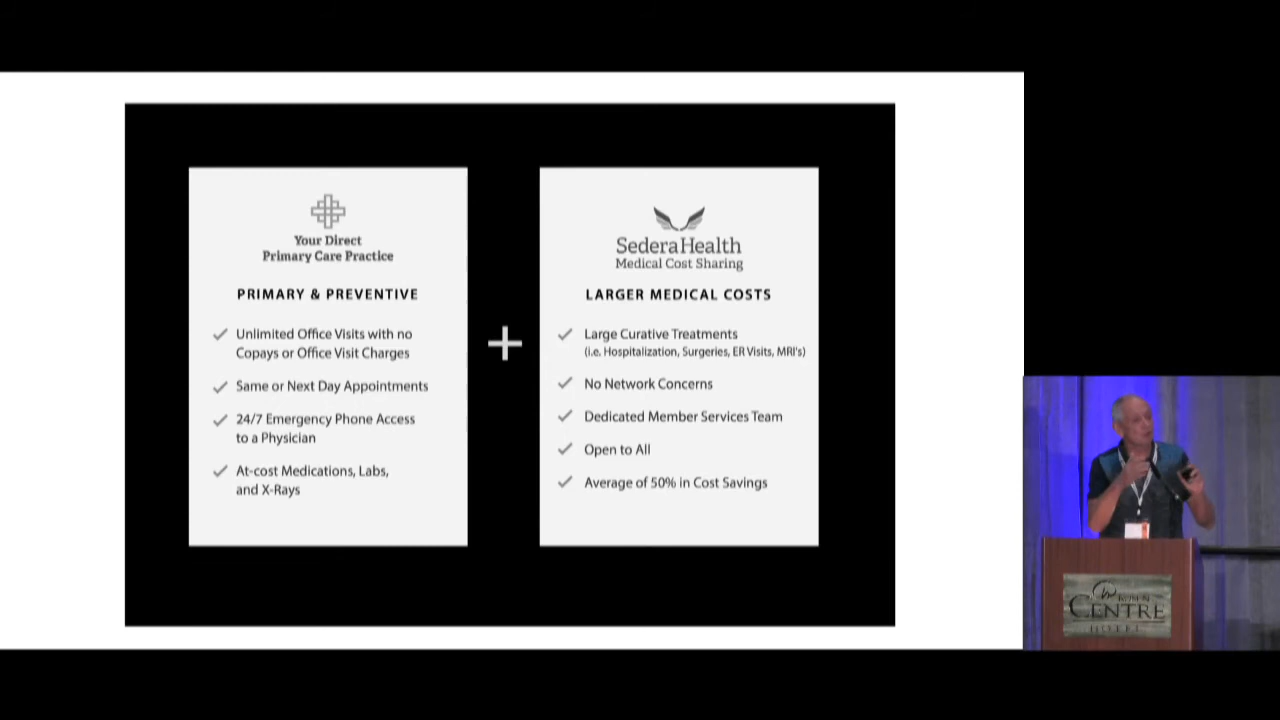 Your Direct
Primary Care Practice
PRIMARY & PREVENTIVE
Unlimited Office Visits with no
Copays or Office Visit Charges
Same or Next Day Appointments
24/7 Emergency Phone Access
to a Physician
At-cost Medications, Labs,
and X-Rays
+
SederaHealth
Medical Cost Sharing
LARGER MEDICAL COSTS
Large Curative Treatments
(i.e. Hospitalization, Surgeries, ER Visits, MRI's)
No Network Concerns
Dedicated Member Services Team
Open to All
Average of 50% in Cost Savings
CENTRE
HOTEL